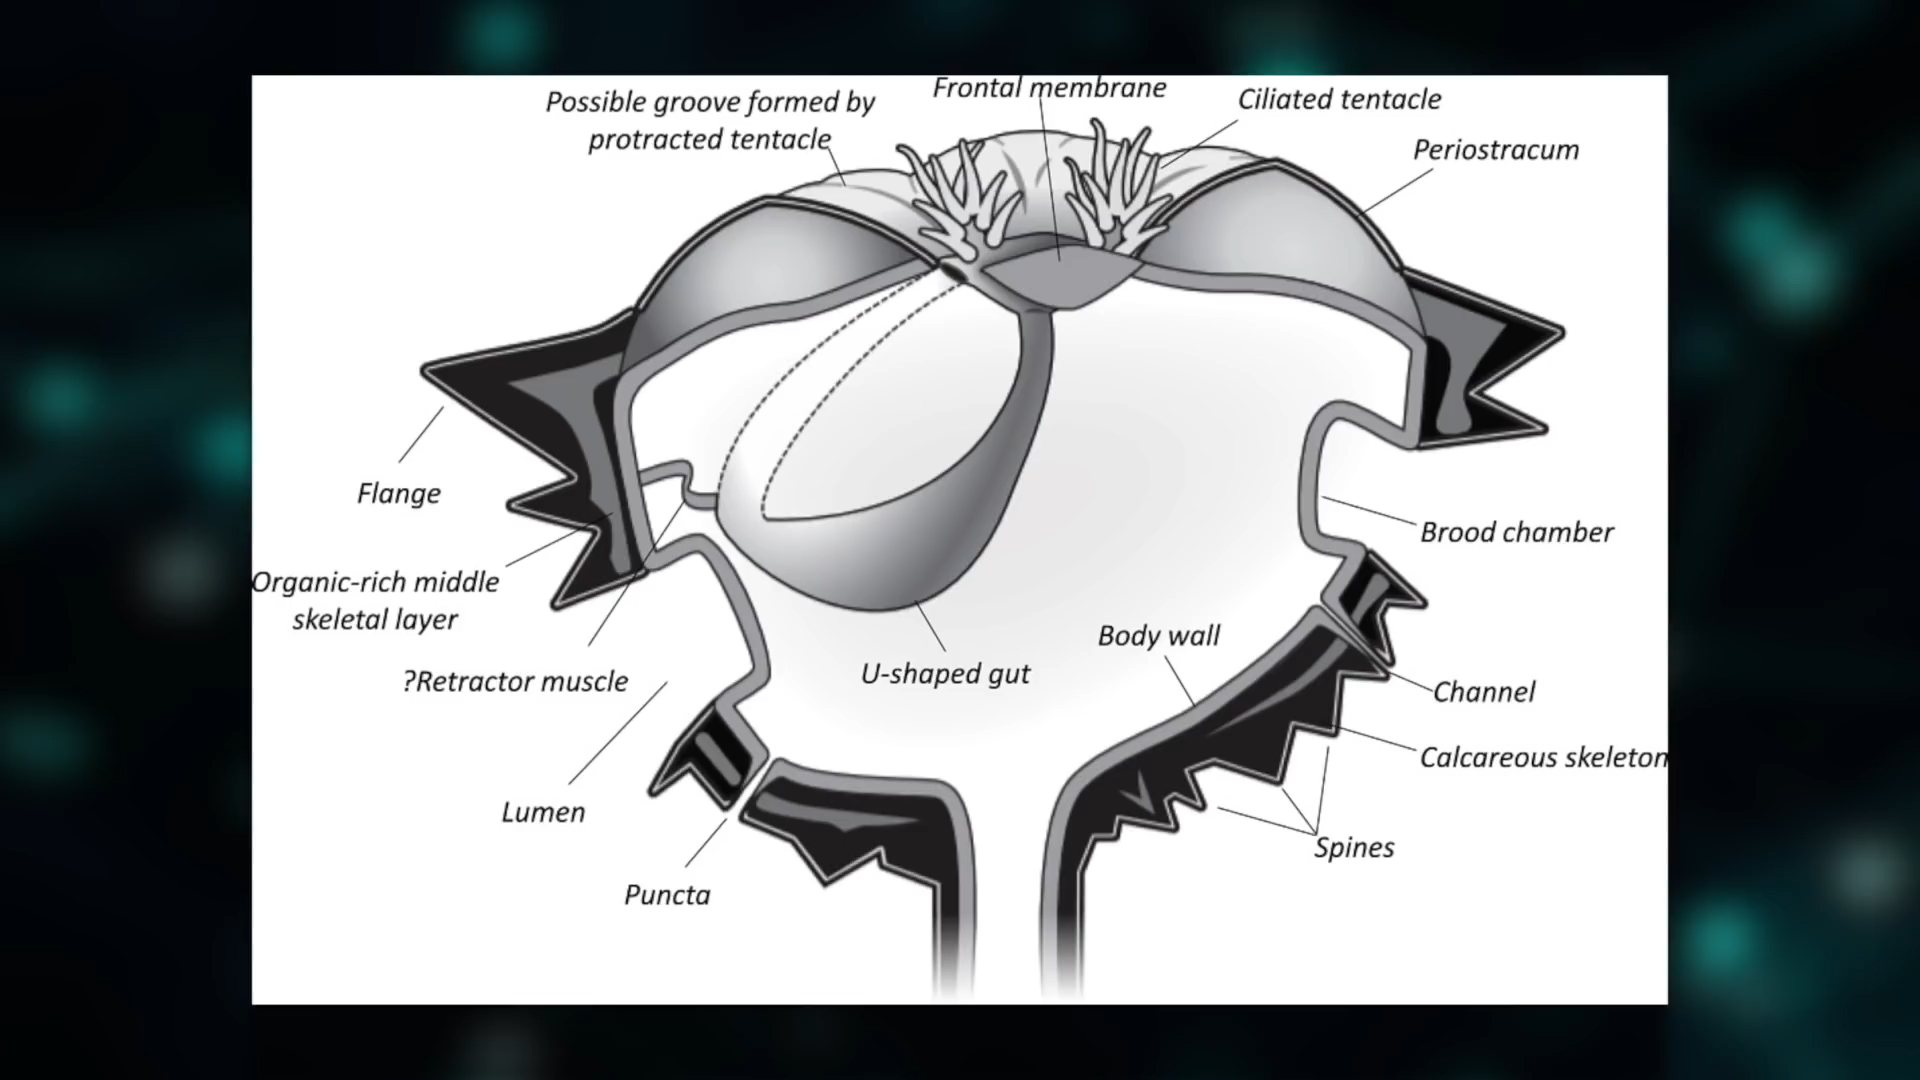 Frontal membrane
Possible groove formed by
protracted tentacle
Ciliated tentacle
Periostracum
Flange
Organic-rich middle
skeletal layer
Brood chamber
?Retractor muscle
U-shaped gut
Body wall
Channel
Calcareous skeleton
Lumen
Spines
Puncta